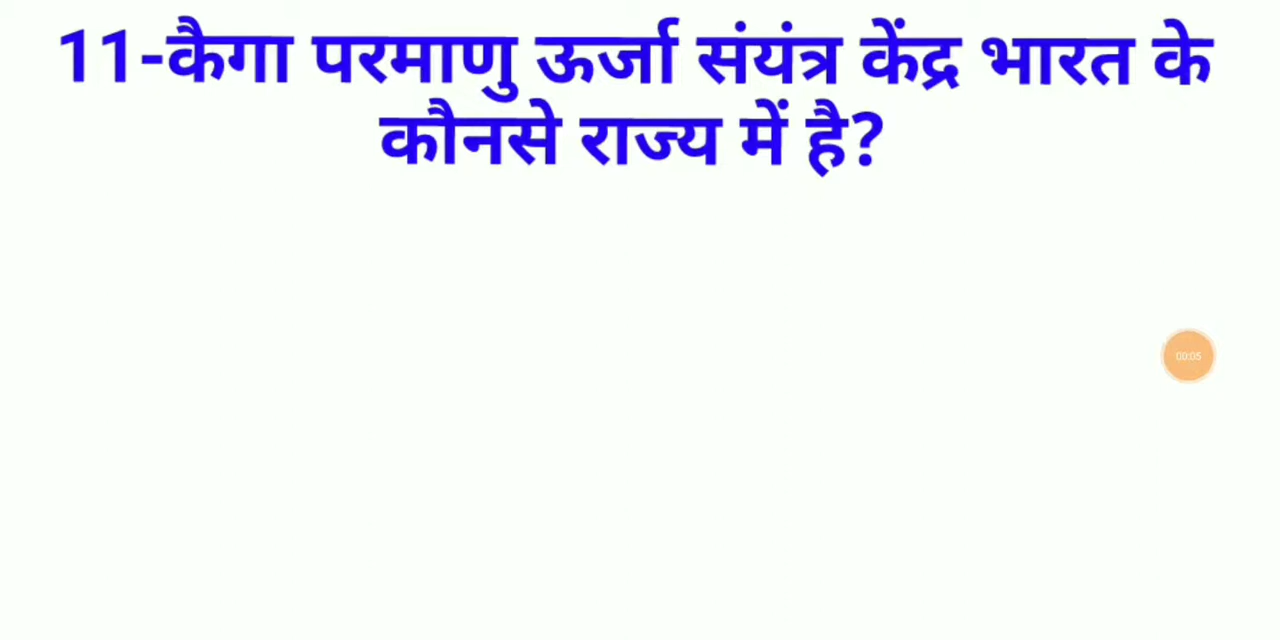 11-कैगा परमाणु ऊर्जा संयंत्र केंद्र भारत के
कौनसे राज्य में है?
00:05